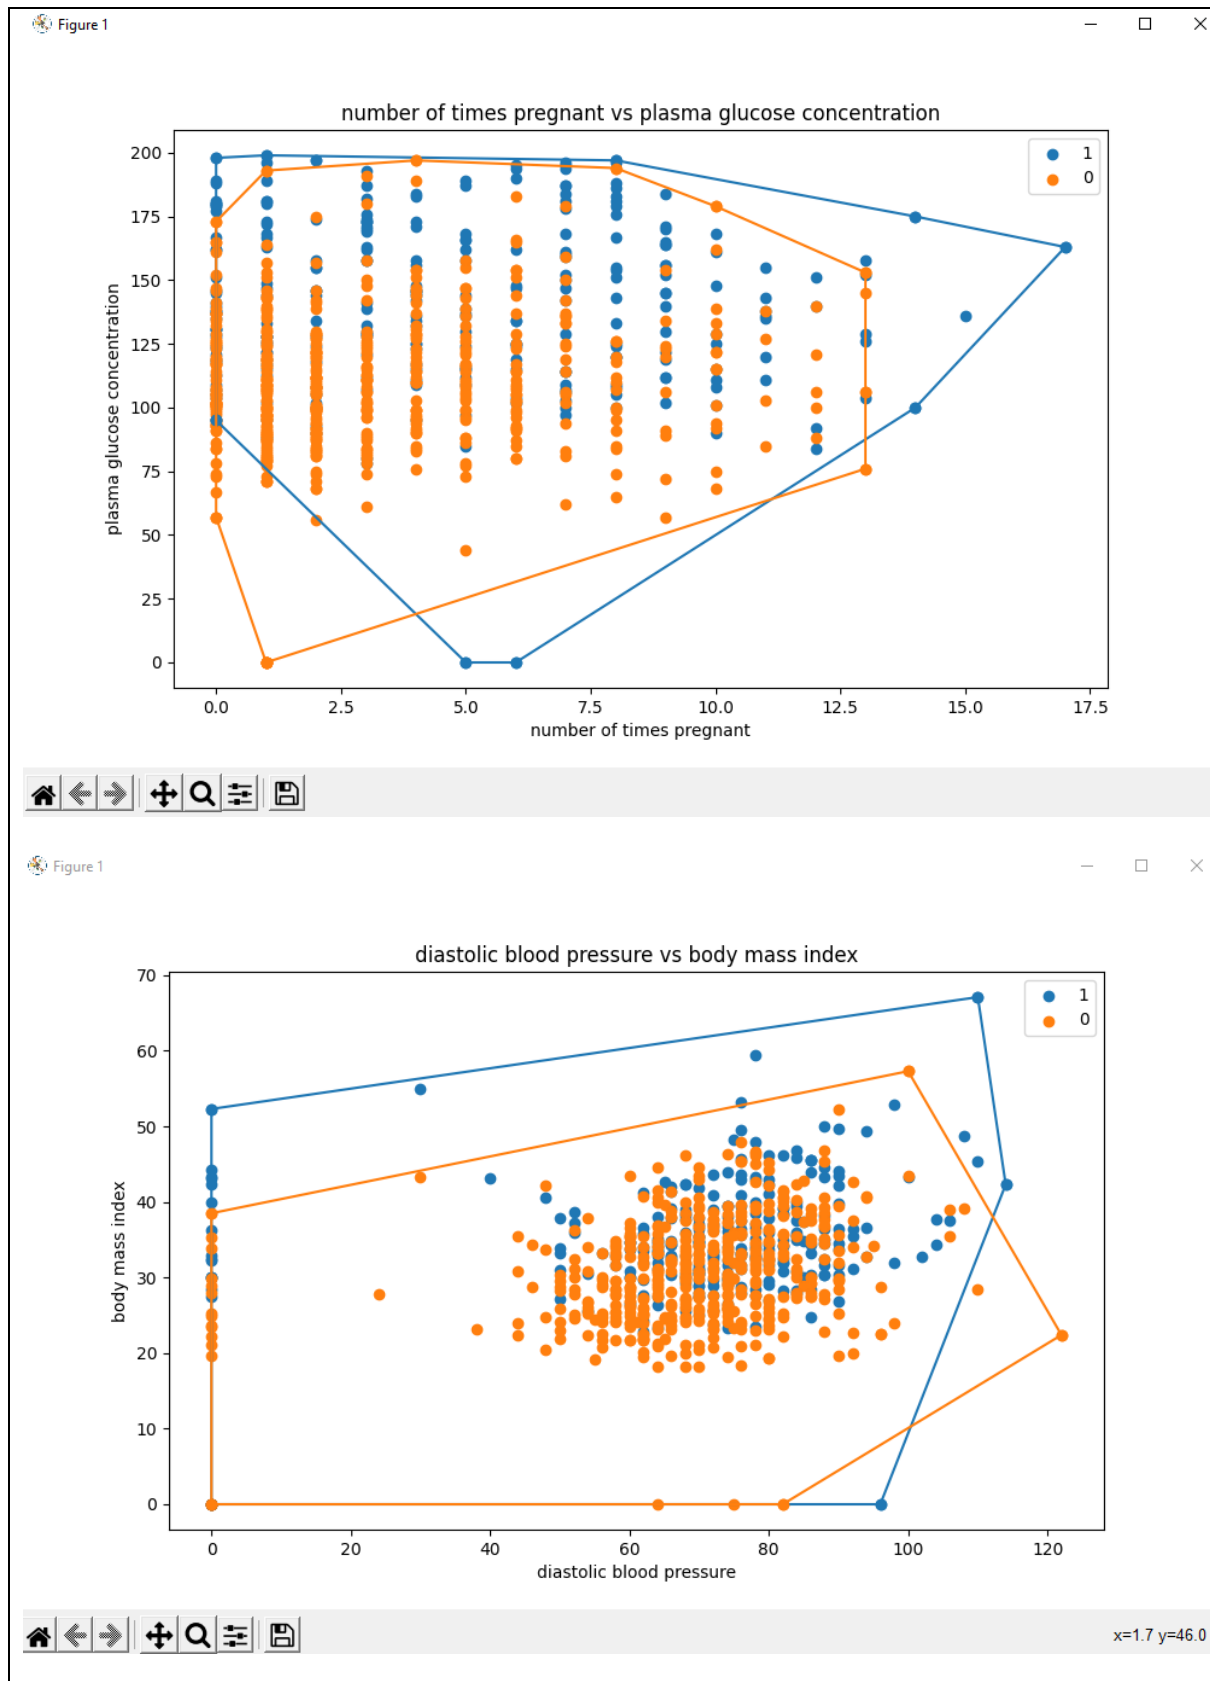 Figure 1
number of times pregnant vs plasma glucose concentration
200
175
150
125
100
75
50
25
0
plasma glucose concentration
1
0
0.0 2.5 5.0 7.5 10.0 12.5 15.0 17.5
number of times pregnant
Figure 1
diastolic blood pressure vs body mass index
70
60
50
40
30
20
10
0
body mass index
1
0
0 20 40 60 80 100 120
diastolic blood pressure
x=1.7 y=46.0